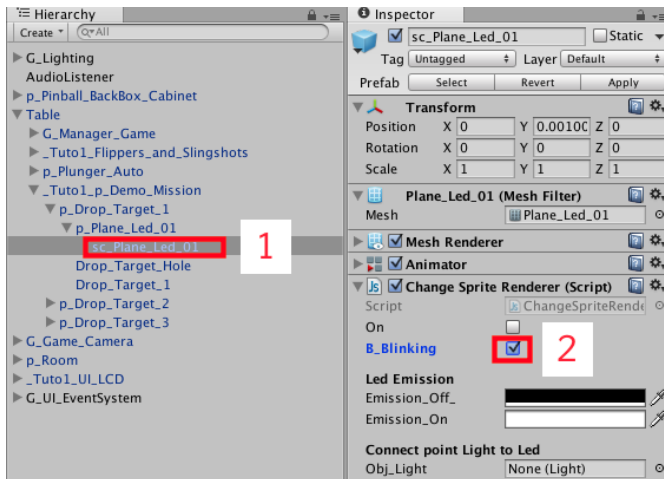 Hierarchy
Create
All
G_Lighting
AudioListener
p_Pinball_BackBox_Cabinet
Table
G_Manager_Game
_Tuto1_Flippers_and_Slingshots
p_Plunger_Auto
_Tuto1_p_Demo_Mission
p_Drop_Target_1
p_Plane_Led_01
sc_Plane_Led_01 1
Drop_Target_Hole
Drop_Target_1
p_Drop_Target_2
p_Drop_Target_3
G_Game_Camera
p_Room
_Tuto1_UI_LCD
G_UI_EventSystem
Inspector
sc_Plane_Led_01 Static
Tag Untagged Layer Default
Prefab Select Revert Apply
Transform
Position X 0 Y 0.00100 Z 0
Rotation X 0 Y 0 Z 0
Scale X 1 Y 1 Z 1
Plane_Led_01 (Mesh Filter)
Mesh Plane_Led_01
Mesh Renderer
Animator
Js Change Sprite Renderer (Script)
Script ChangeSpriteRende
On
B_Blinking 2
Led Emission
Emission_Off_
Emission_On
Connect point Light to Led
Obj_Light None (Light)